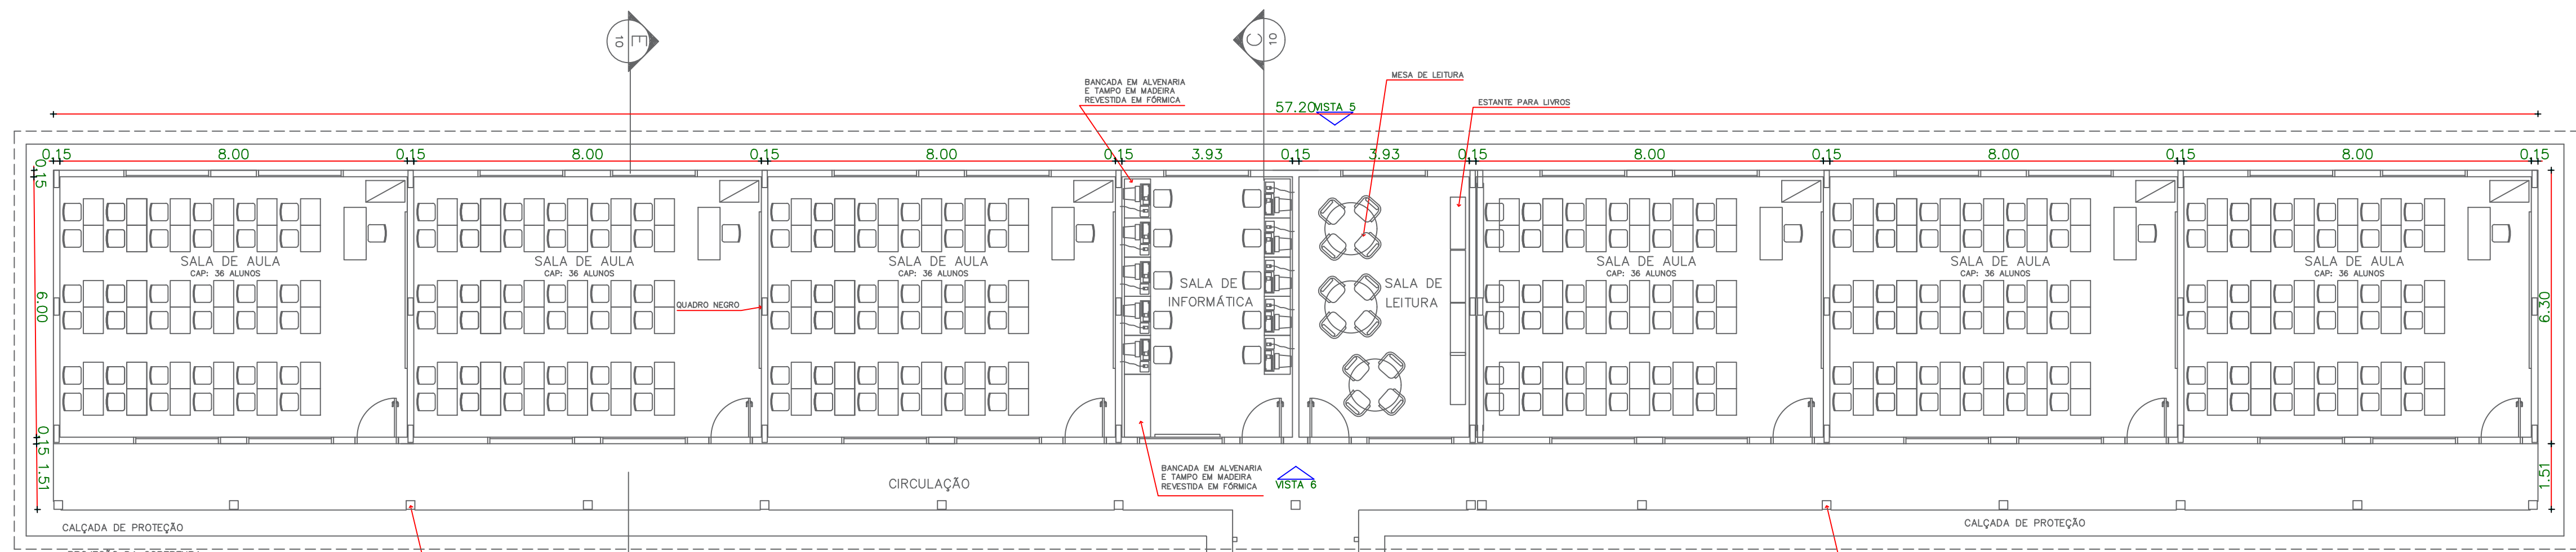 E
10
C
10
BANCADA EM ALVENARIA
E TAMPO EM MADEIRA
REVESTIDA EM FÓRMICA
MESA DE LEITURA
ESTANTE PARA LIVROS
57.20
VISTA 5
0.15
8.00
0.15
8.00
0.15
8.00
0.15
3.93
0.15
3.93
0.15
8.00
0.15
8.00
0.15
8.00
0.15
0.15
6.00
0.15
1.51
SALA DE AULA
CAP: 36 ALUNOS
SALA DE AULA
CAP: 36 ALUNOS
SALA DE AULA
CAP: 36 ALUNOS
QUADRO NEGRO
SALA DE
INFORMÁTICA
SALA DE
LEITURA
SALA DE AULA
CAP: 36 ALUNOS
SALA DE AULA
CAP: 36 ALUNOS
SALA DE AULA
CAP: 36 ALUNOS
6.30
1.51
CIRCULAÇÃO
BANCADA EM ALVENARIA
E TAMPO EM MADEIRA
REVESTIDA EM FÓRMICA
VISTA 6
CALÇADA DE PROTEÇÃO
CALÇADA DE PROTEÇÃO